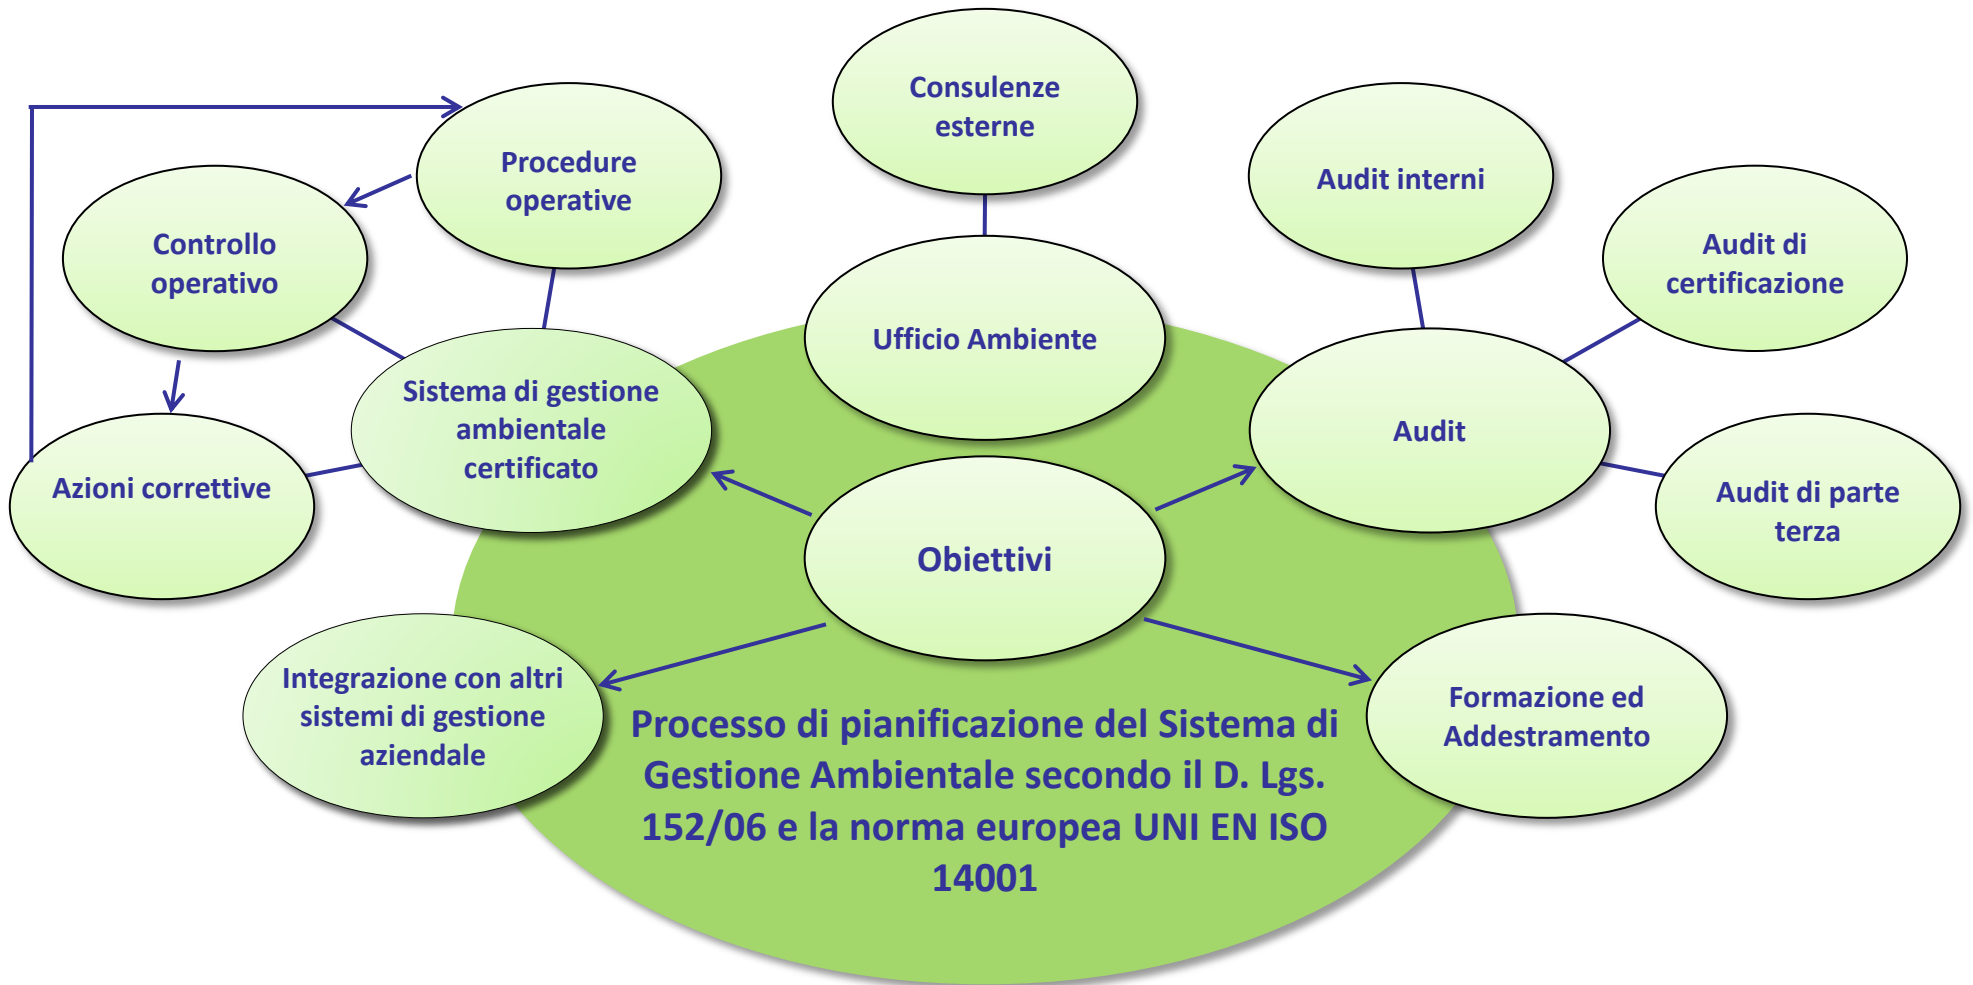 Consulenze
esterne
Procedure
operative
Audit interni
Controllo
operativo
Audit di
certificazione
Ufficio Ambiente
Sistema di gestione
ambientale
certificato
Audit
Azioni correttive
Audit di parte
terza
Obiettivi
Integrazione con altri
sistemi di gestione
aziendale
Formazione ed
Addestramento
Processo di pianificazione del Sistema di
Gestione Ambientale secondo il D. Lgs.
152/06 e la norma europea UNI EN ISO
14001